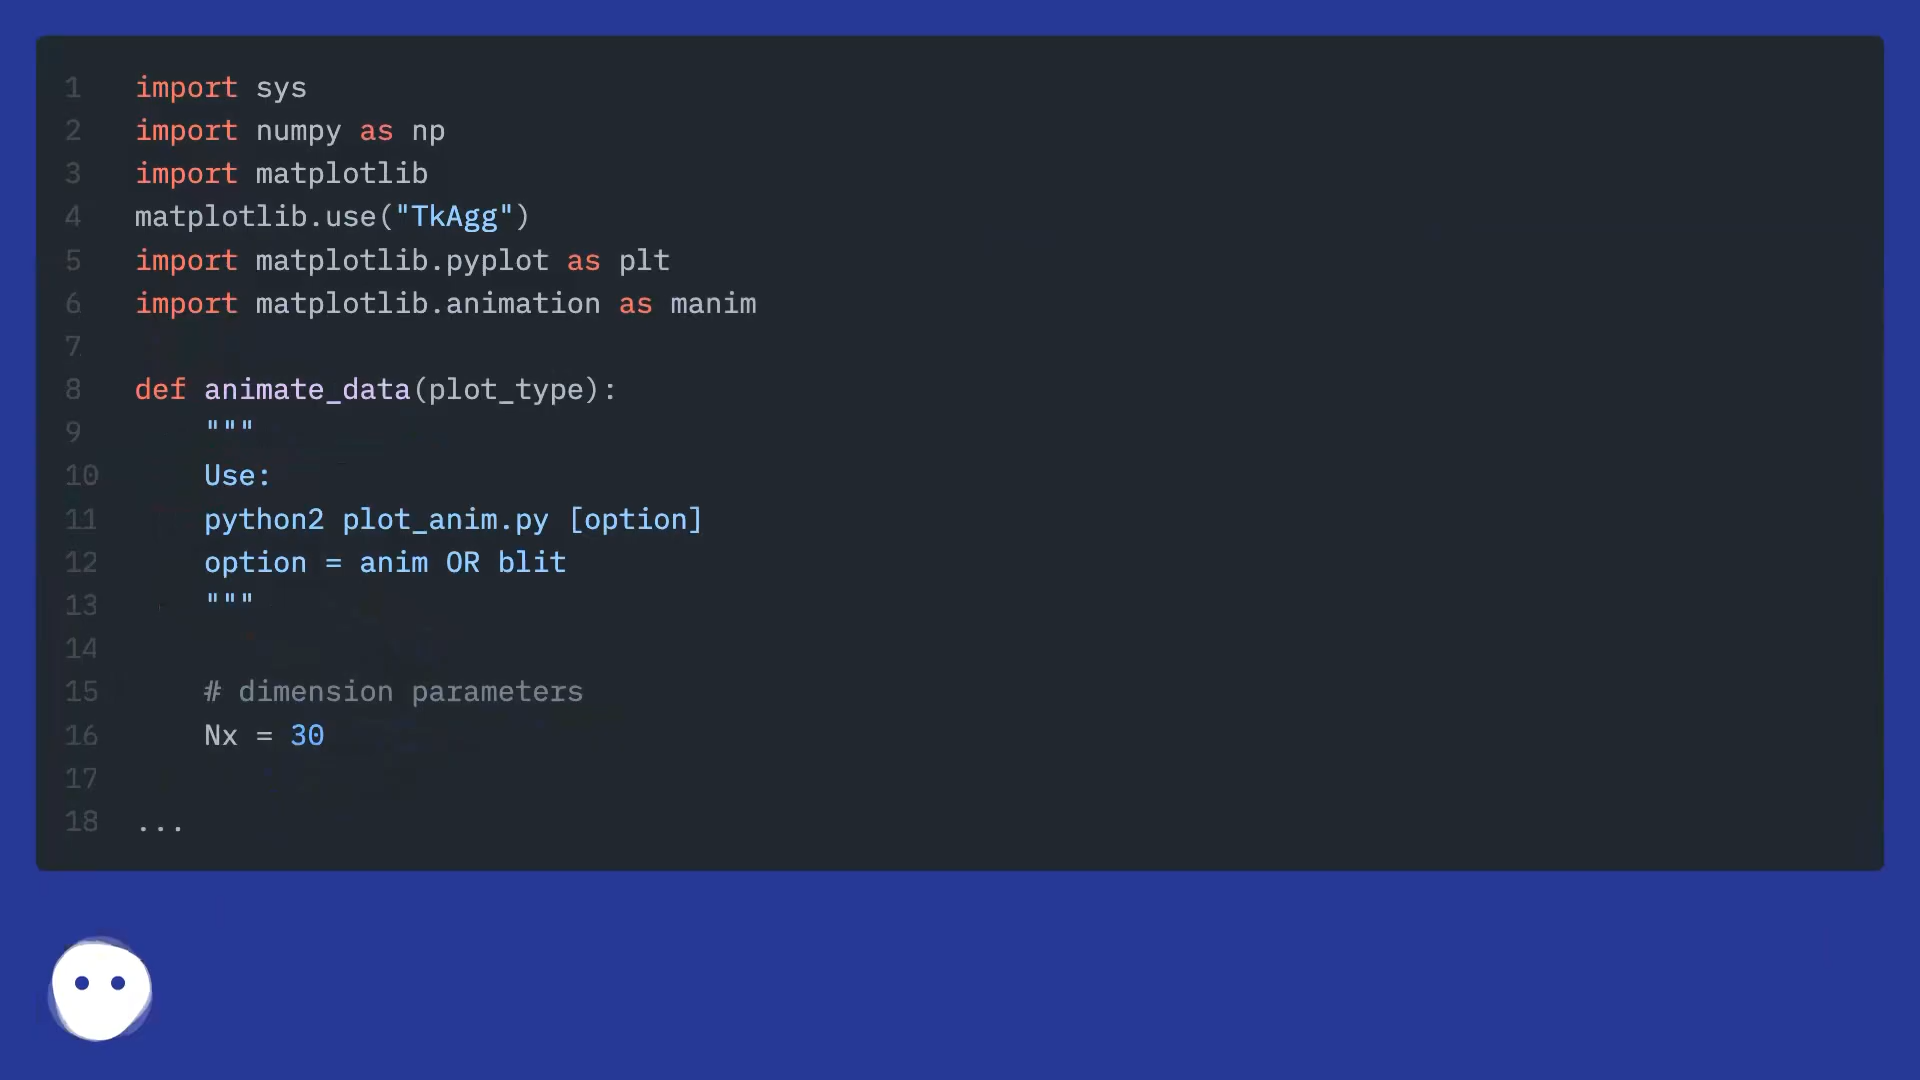 1 import sys
2 import numpy as np
3 import matplotlib
4 matplotlib.use("TkAgg")
5 import matplotlib.pyplot as plt
6 import matplotlib.animation as manim
7
8 def animate_data(plot_type):
9 """
10 Use:
11 python2 plot_anim.py [option]
12 option = anim OR blit
13 """
14
15 # dimension parameters
16 Nx = 30
17
18 ...